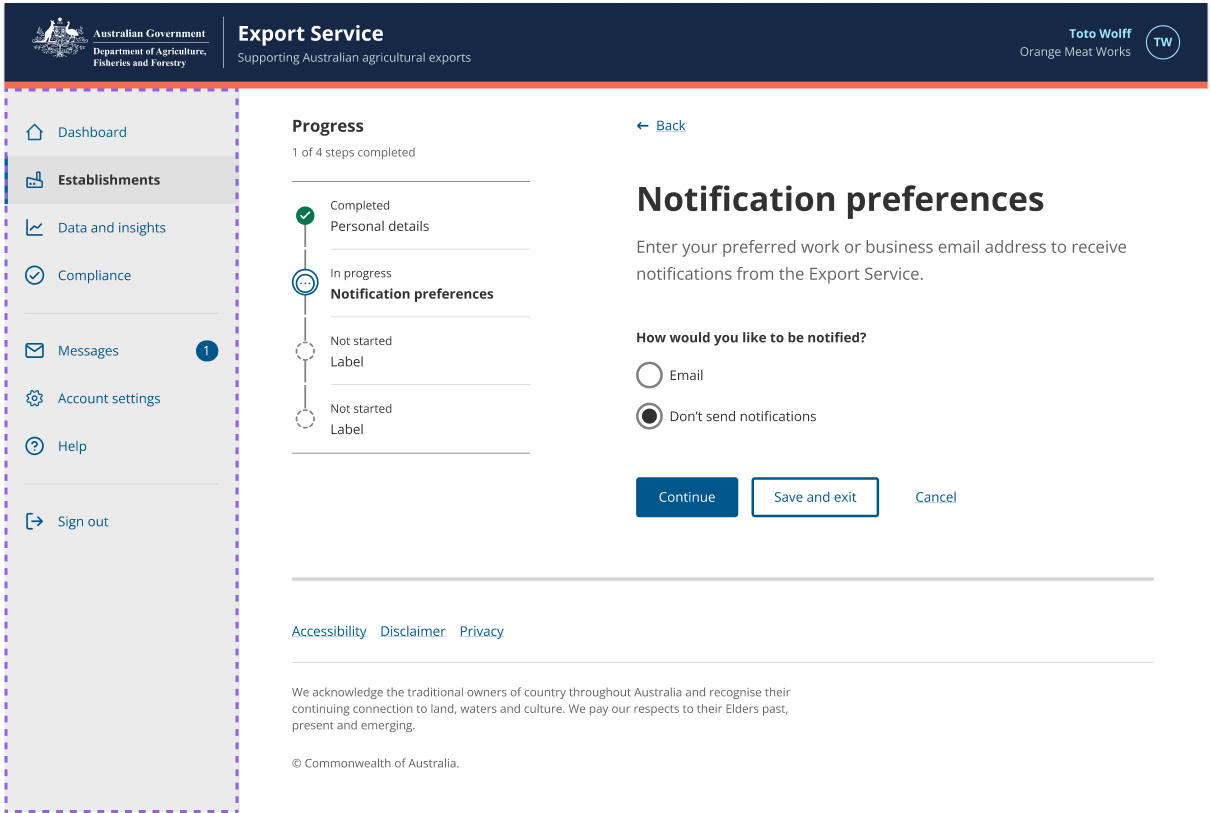 Australian Government
Department of Agriculture,
Fisheries and Forestry
Export Service
Supporting Australian agricultural exports
Toto Wolff
Orange Meat Works
TW
Dashboard
Establishments
Data and insights
Compliance
Messages
1
Account settings
Help
Sign out
Progress
1 of 4 steps completed
Completed
Personal details
In progress
Notification preferences
Not started
Label
Not started
Label
← Back
Notification preferences
Enter your preferred work or business email address to receive
notifications from the Export Service.
How would you like to be notified?
Email
Don’t send notifications
Continue
Save and exit
Cancel
Accessibility
Disclaimer
Privacy
We acknowledge the traditional owners of country throughout Australia and recognise their
continuing connection to land, waters and culture. We pay our respects to their Elders past,
present and emerging.
© Commonwealth of Australia.